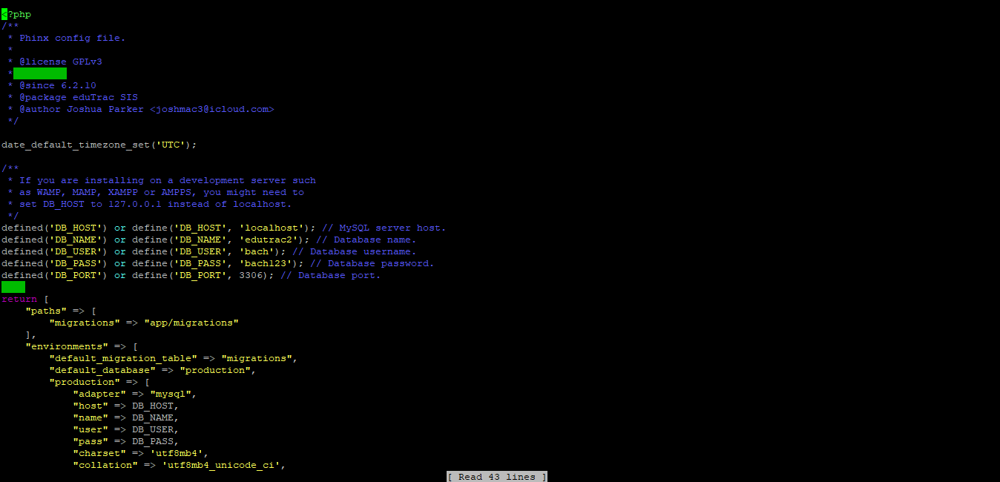 <?php
/**
 * Phinx config file.
 *
 * @license GPLv3
 *
 * @since 6.2.10
 * @package eduTrac SIS
 * @author Joshua Parker <joshmac3@icloud.com>
 */

date_default_timezone_set('UTC');

/**
 * If you are installing on a development server such
 * as WAMP, MAMP, XAMPP or AMPPS, you might need to
 * set DB_HOST to 127.0.0.1 instead of localhost.
 */
defined('DB_HOST') or define('DB_HOST', 'localhost'); // MySQL server host.
defined('DB_NAME') or define('DB_NAME', 'edutrac2'); // Database name.
defined('DB_USER') or define('DB_USER', 'bach'); // Database username.
defined('DB_PASS') or define('DB_PASS', 'bach123'); // Database password.
defined('DB_PORT') or define('DB_PORT', 3306); // Database port.

return [
    "paths" => [
        "migrations" => "app/migrations"
    ],
    "environments" => [
        "default_migration_table" => "migrations",
        "default_database" => "production",
        "production" => [
            "adapter" => "mysql",
            "host" => DB_HOST,
            "name" => DB_NAME,
            "user" => DB_USER,
            "pass" => DB_PASS,
            "charset" => 'utf8mb4',
            "collation" => 'utf8mb4_unicode_ci',
[ Read 43 lines ]